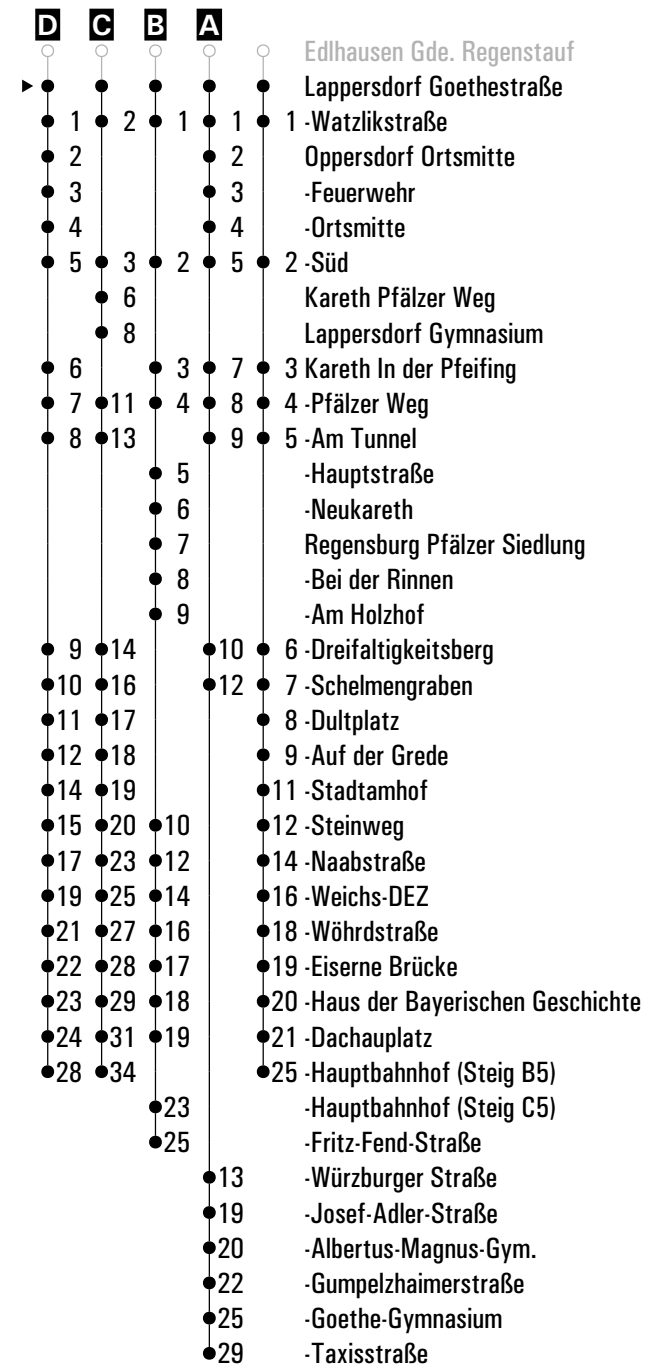 D C B A
Edlhausen Gde. Regenstauf
Lappersdorf Goethestraße
1 2 1 1 1 -Watzlikstraße
2 2 Oppersdorf Ortsmitte
3 3 -Feuerwehr
4 4 -Ortsmitte
5 3 2 5 2 -Süd
6 Kareth Pfälzer Weg
8 Lappersdorf Gymnasium
6 3 7 3 Kareth In der Pfeifing
7 11 4 8 4 -Pfälzer Weg
8 13 9 5 -Am Tunnel
5 -Hauptstraße
6 -Neukareth
7 Regensburg Pfälzer Siedlung
8 -Bei der Rinnen
9 -Am Holzhof
9 14 10 6 -Dreifaltigkeitsberg
10 16 12 7 -Schelmengraben
11 17 8 -Dultplatz
12 18 9 -Auf der Grede
14 19 11 -Stadtamhof
15 20 10 12 -Steinweg
17 23 12 14 -Naabstraße
19 25 14 16 -Weichs-DEZ
21 27 16 18 -Wöhrdstraße
22 28 17 19 -Eiserne Brücke
23 29 18 20 -Haus der Bayerischen Geschichte
24 31 19 21 -Dachauplatz
28 34 25 -Hauptbahnhof (Steig B5)
23 -Hauptbahnhof (Steig C5)
25 -Fritz-Fend-Straße
13 -Würzburger Straße
19 -Josef-Adler-Straße
20 -Albertus-Magnus-Gym.
22 -Gumpelzhaimerstraße
25 -Goethe-Gymnasium
29 -Taxisstraße